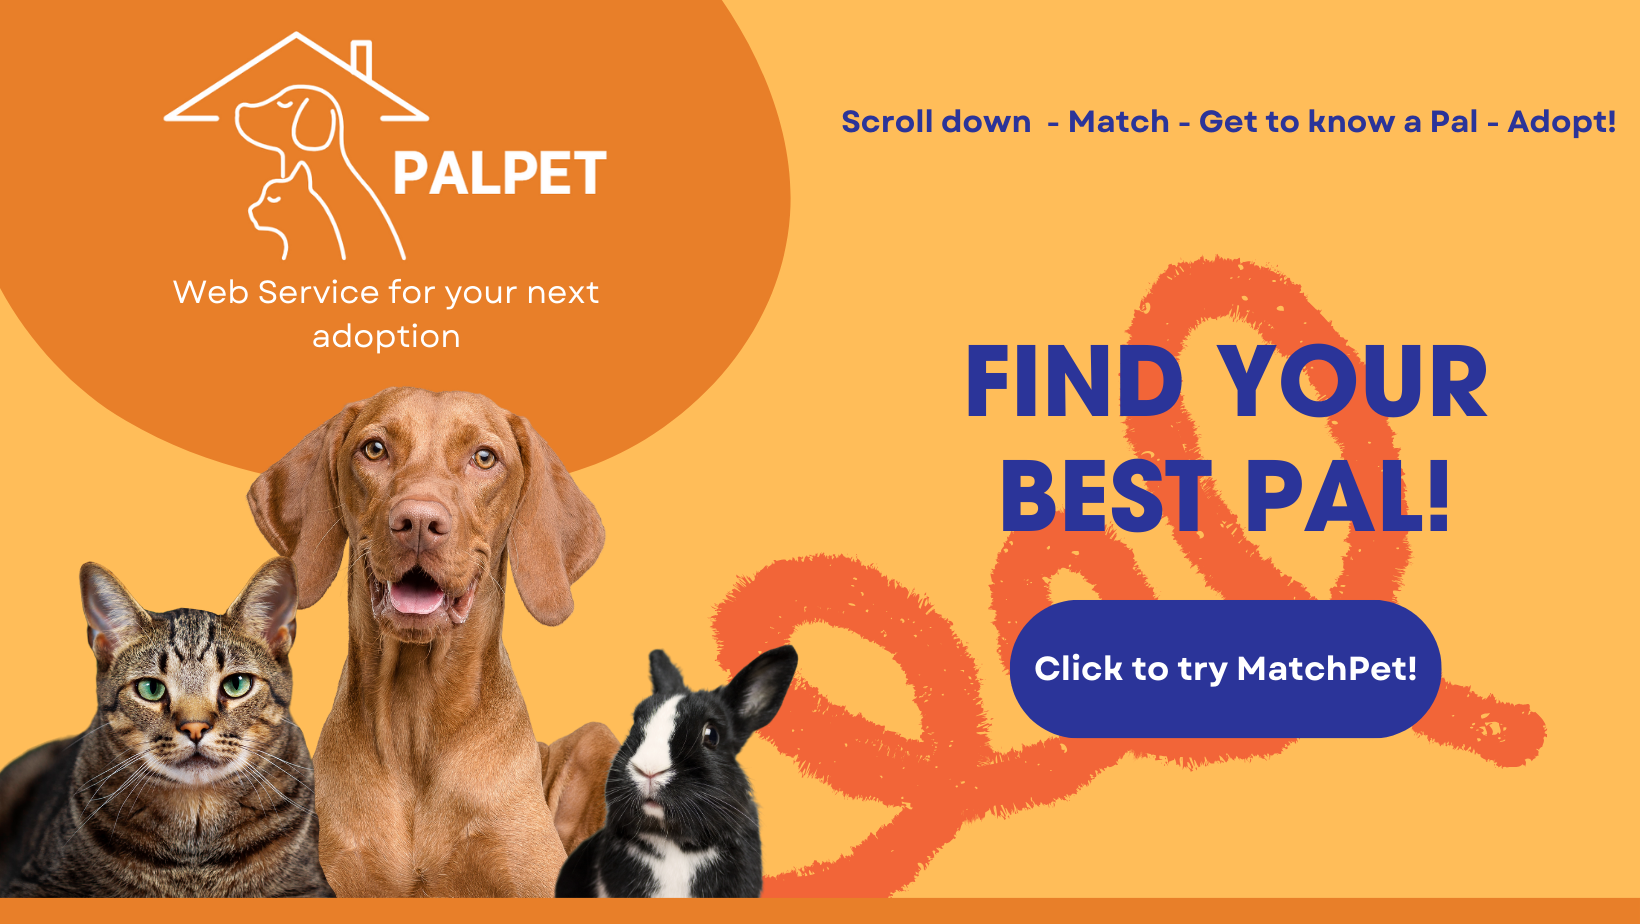 PALPET
Web Service for your next
adoption
Scroll down  - Match - Get to know a Pal - Adopt!
FIND YOUR
BEST PAL!
Click to try MatchPet!